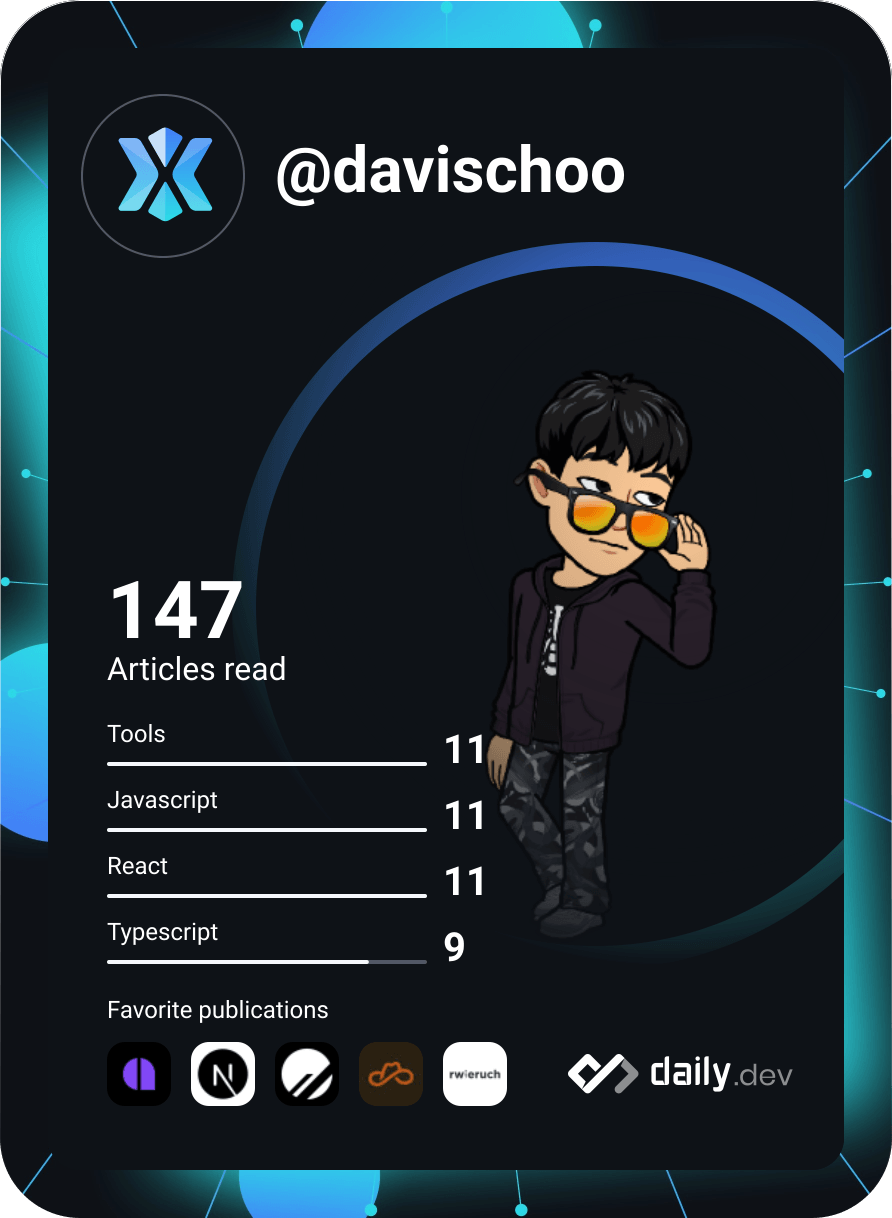 @davischoo
147
Articles read
Tools
11
Javascript
11
React
11
Typescript
9
Favorite publications
N
rwieruch
daily.dev